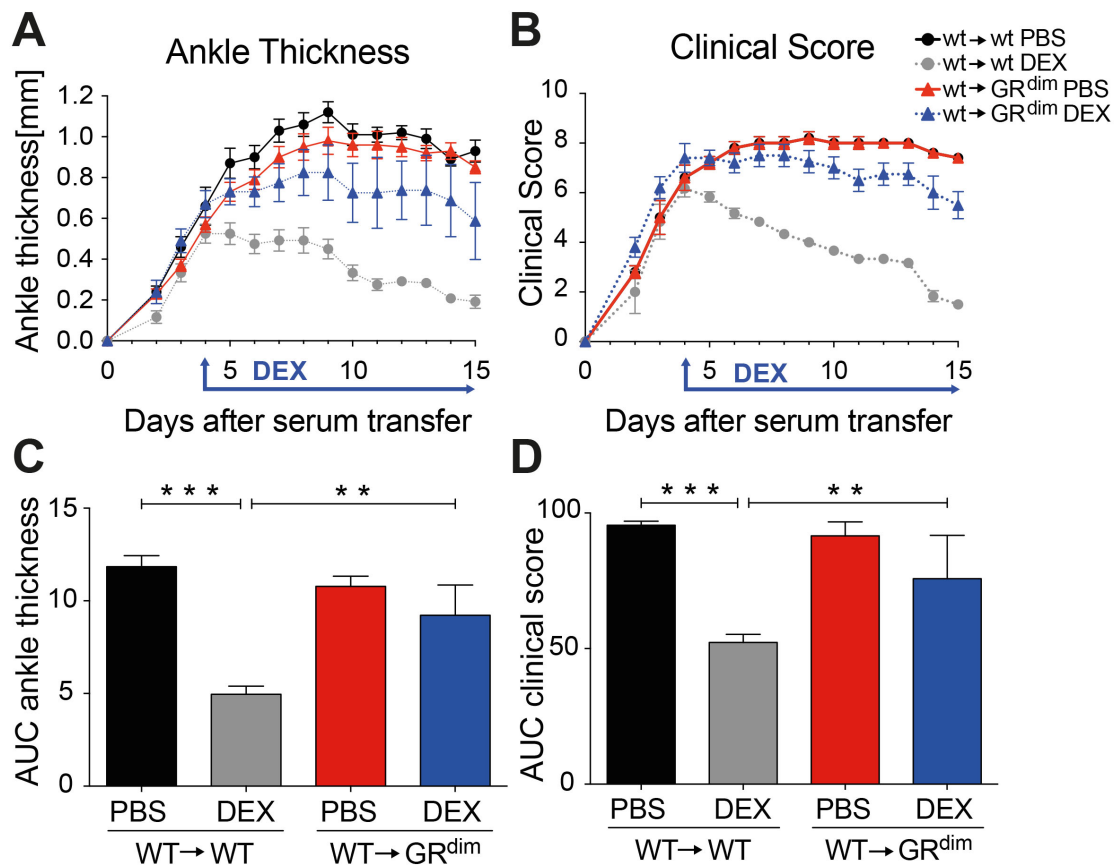 A
Ankle Thickness
Ankle thickness[mm]
1.2
1.0
0.8
0.6
0.4
0.2
0.0
0 5 10 15
DEX
Days after serum transfer
B
Clinical Score
wt→wt PBS
wt→wt DEX
wt→GRdim PBS
wt→GRdim DEX
Clinical Score
10
8
6
4
2
0
0 5 10 15
DEX
Days after serum transfer
C
AUC ankle thickness
15
10
5
0
***
**
PBS DEX PBS DEX
WT→WT WT→GRdim
D
AUC clinical score
100
50
0
***
**
PBS DEX PBS DEX
WT→WT WT→GRdim